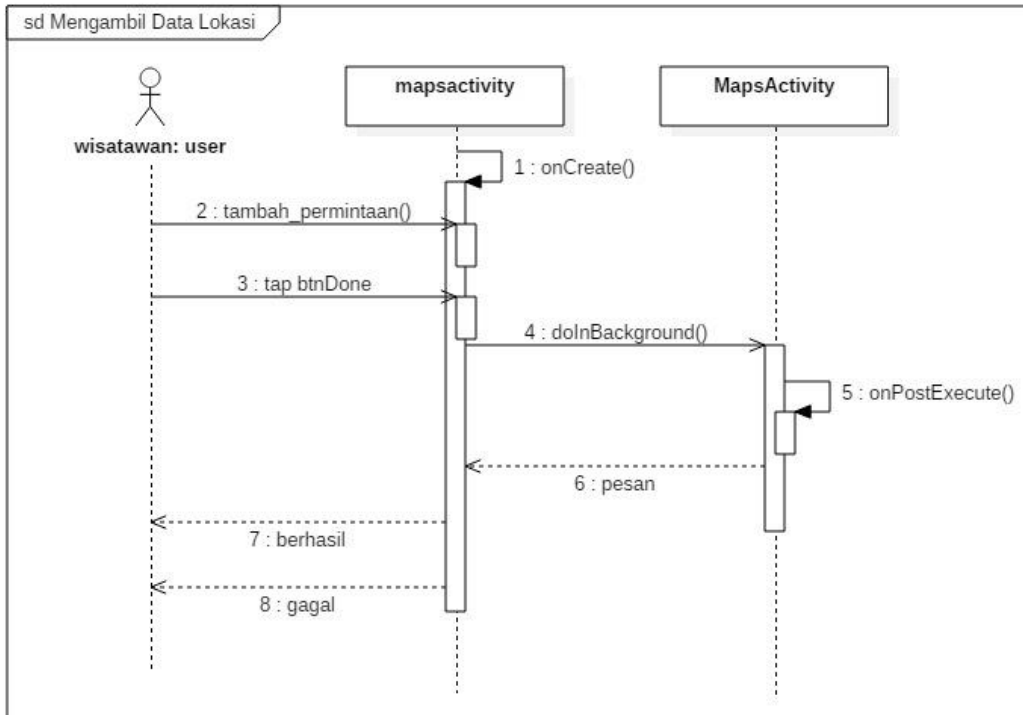 sd Mengambil Data Lokasi
wisatawan: user
mapsactivity
MapsActivity
1 : onCreate()
2 : tambah_permintaan()
3 : tap btnDone
4 : doInBackground()
5 : onPostExecute()
6 : pesan
7 : berhasil
8 : gagal